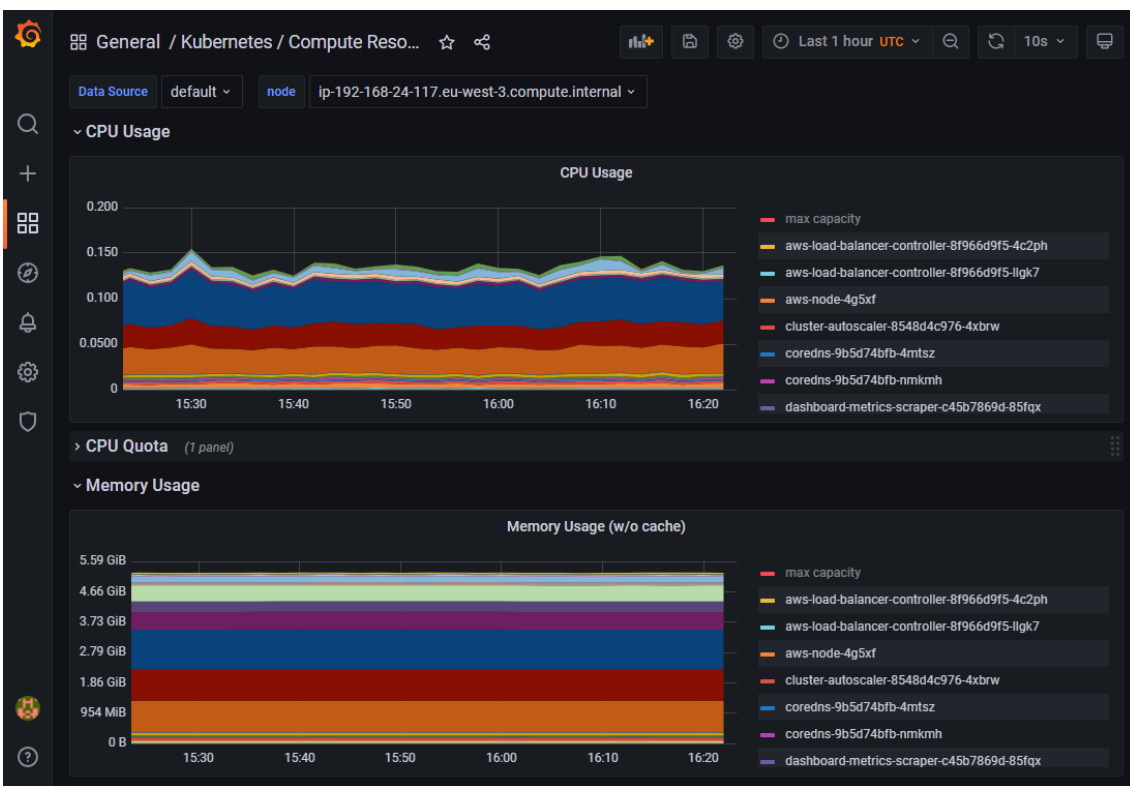 General / Kubernetes / Compute Reso...
Last 1 hour UTC
10s
Data Source default node ip-192-168-24-117.eu-west-3.compute.internal
CPU Usage
CPU Usage
0.200
0.150
0.100
0.0500
0
15:30 15:40 15:50 16:00 16:10 16:20
max capacity
aws-load-balancer-controller-8f966d9f5-4c2ph
aws-load-balancer-controller-8f966d9f5-llgk7
aws-node-4g5xf
cluster-autoscaler-8548d4c976-4xbrw
coredns-9b5d74bfb-4mtsz
coredns-9b5d74bfb-nmkmh
dashboard-metrics-scraper-c45b7869d-85fqx
CPU Quota (1 panel)
Memory Usage
Memory Usage (w/o cache)
5.59 GiB
4.66 GiB
3.73 GiB
2.79 GiB
1.86 GiB
954 MiB
0 B
15:30 15:40 15:50 16:00 16:10 16:20
max capacity
aws-load-balancer-controller-8f966d9f5-4c2ph
aws-load-balancer-controller-8f966d9f5-llgk7
aws-node-4g5xf
cluster-autoscaler-8548d4c976-4xbrw
coredns-9b5d74bfb-4mtsz
coredns-9b5d74bfb-nmkmh
dashboard-metrics-scraper-c45b7869d-85fqx